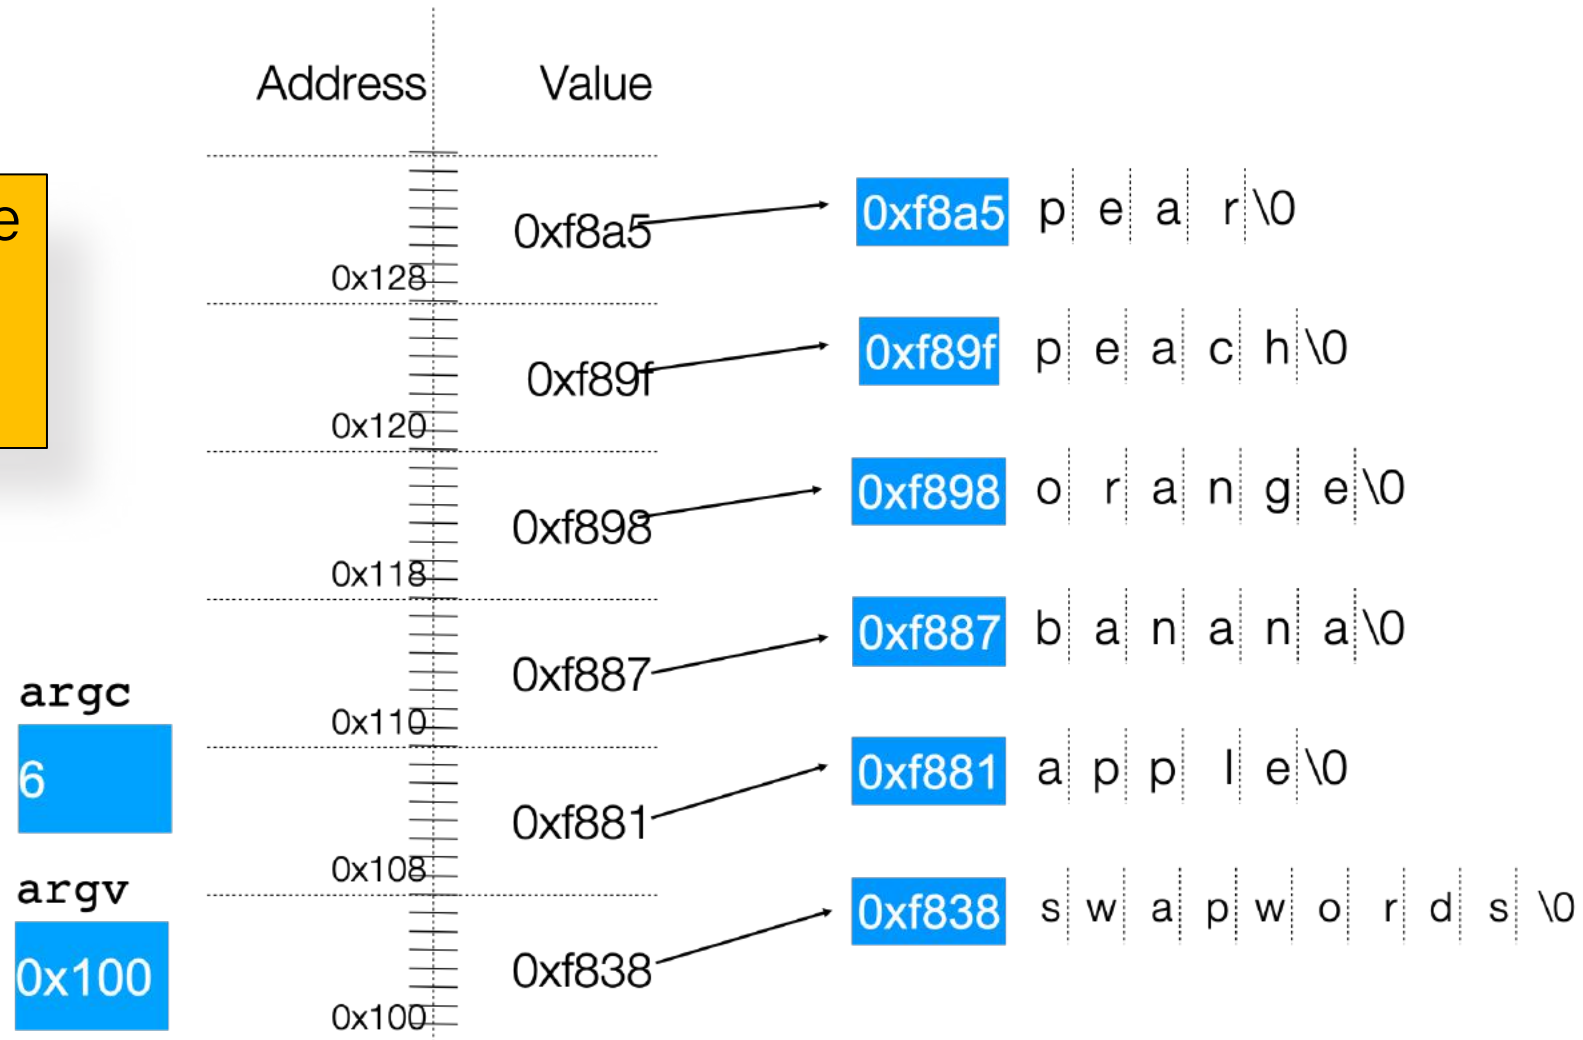 Address Value
e
0xf8a5 0xf8a5 p e a r \0
0x128
0xf89f 0xf89f p e a c h \0
0x120
0xf898 0xf898 o r a n g e \0
0x118
0xf887 0xf887 b a n a n a \0
0x110
argc
6
0xf881 0xf881 a p p l e \0
0x108
argv
0x100
0xf838 0xf838 s w a p w o r d s \0
0x100